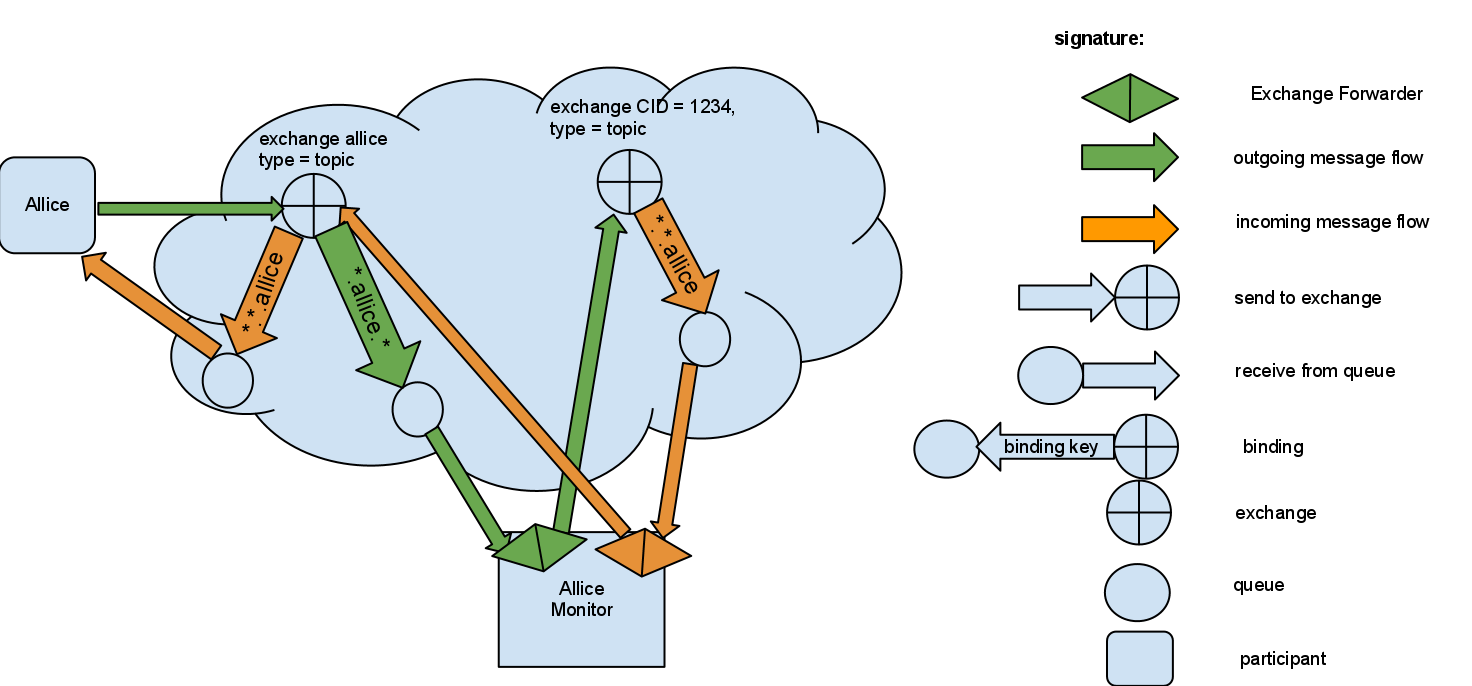 signature:
Exchange Forwarder
exchange CID = 1234,
type = topic
exchange allice
type = topic
outgoing message flow
Allice
incoming message flow
*.*.allice
*.*.allice
*.allice.*
send to exchange
receive from queue
binding key
binding
exchange
Allice
Monitor
queue
participant